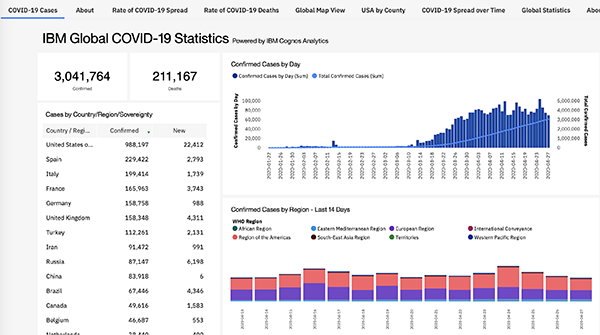 COVID-19 Cases About Rate of COVID-19 Spread Rate of COVID-19 Deaths Global Map View USA by County COVID-19 Spread over Time Global Statistics Abo
IBM Global COVID-19 Statistics Powered by IBM Cognos Analytics
3,041,764
Confirmed
211,167
Deaths
Cases by Country/Region/Sovereignty
Country / Regi... Confirmed New
United States o... 988,197 22,412
Spain 229,422 2,793
Italy 199,414 1,739
France 165,963 3,743
Germany 158,758 988
United Kingdom 158,348 4,311
Turkey 112,261 2,131
Iran 91,472 991
Russia 87,147 6,198
China 83,918 6
Brazil 67,446 4,346
Canada 49,616 1,583
Belgium 46,687 553
Confirmed Cases by Day
Confirmed Cases by Day (Sum) Total Confirmed Cases (Sum)
Confirmed Cases by Day
100,000
80,000
60,000
40,000
20,000
0
5,000,000
4,000,000
3,000,000
2,000,000
1,000,000
0
Total Confirmed Cases
Confirmed Cases by Region - Last 14 Days
WHO Region
African Region Eastern Mediterranean Region European Region International Conveyance
Region of the Americas South-East Asia Region Territories Western Pacific Region